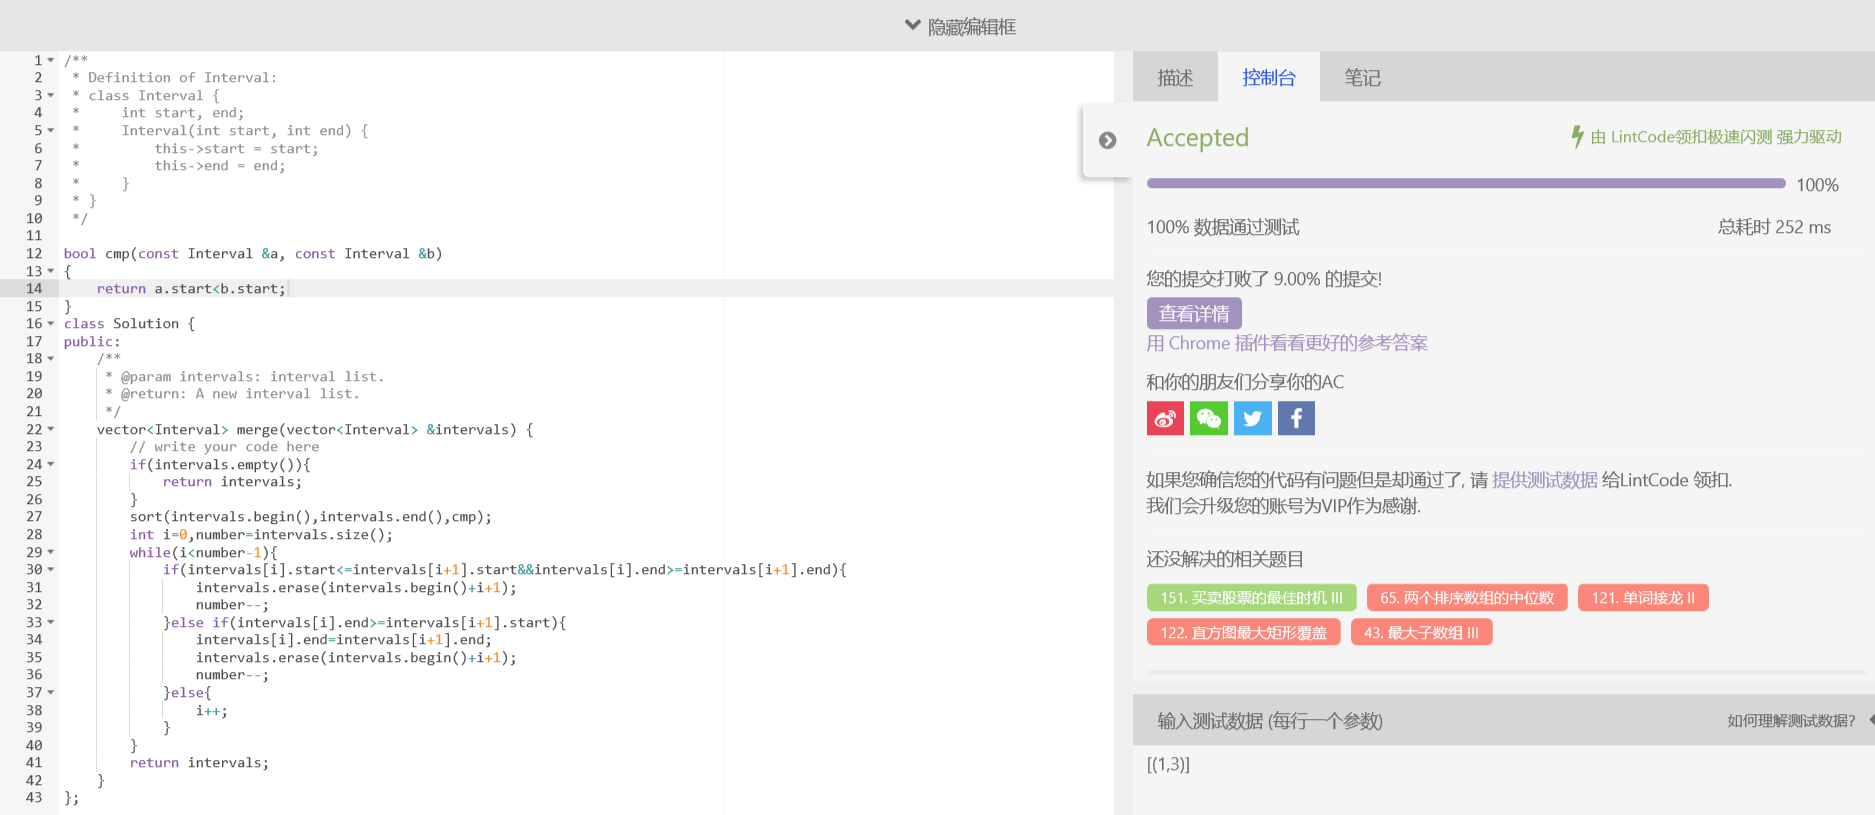 隐藏编辑框
1 /**
2  * Definition of Interval:
3  * class Interval {
4  *     int start, end;
5  *     Interval(int start, int end) {
6  *         this->start = start;
7  *         this->end = end;
8  *     }
9  * }
10  */
11
12 bool cmp(const Interval &a, const Interval &b)
13 {
14     return a.start<b.start;
15 }
16 class Solution {
17 public:
18     /**
19      * @param intervals: interval list.
20      * @return: A new interval list.
21      */
22     vector<Interval> merge(vector<Interval> &intervals) {
23         // write your code here
24         if(intervals.empty()){
25             return intervals;
26         }
27         sort(intervals.begin(),intervals.end(),cmp);
28         int i=0,number=intervals.size();
29         while(i<number-1){
30             if(intervals[i].start<=intervals[i+1].start&&intervals[i].end>=intervals[i+1].end){
31                 intervals.erase(intervals.begin()+i+1);
32                 number--;
33             }else if(intervals[i].end>=intervals[i+1].start){
34                 intervals[i].end=intervals[i+1].end;
35                 intervals.erase(intervals.begin()+i+1);
36                 number--;
37             }else{
38                 i++;
39             }
40         }
41         return intervals;
42     }
43 };
描述 控制台 笔记
Accepted 由 LintCode领扣极速闪测 强力驱动
100%
100% 数据通过测试 总耗时 252 ms
您的提交打败了 9.00% 的提交!
查看详情
用 Chrome 插件看看更好的参考答案
和你的朋友们分享你的AC
如果您确信您的代码有问题但是却通过了, 请 提供测试数据 给LintCode 领扣.
我们会升级您的账号为VIP作为感谢.
还没解决的相关题目
151. 买卖股票的最佳时机 III 65. 两个排序数组的中位数 121. 单词接龙 II
122. 直方图最大矩形覆盖 43. 最大子数组 III
输入测试数据 (每行一个参数) 如何理解测试数据?
[(1,3)]